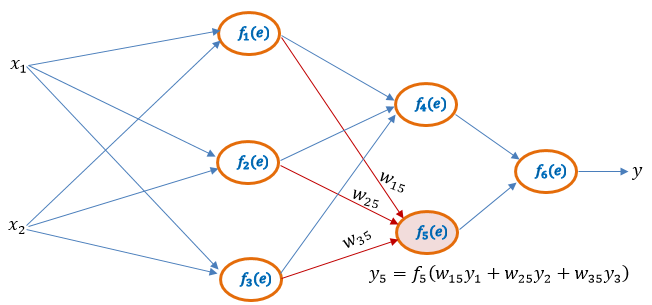 f₁(e)
x₁
f₄(e)
f₂(e)
f₆(e)
y
w₁₅
w₂₅
x₂
f₅(e)
w₃₅
f₃(e)
y₅ = f₅(w₁₅y₁ + w₂₅y₂ + w₃₅y₃)